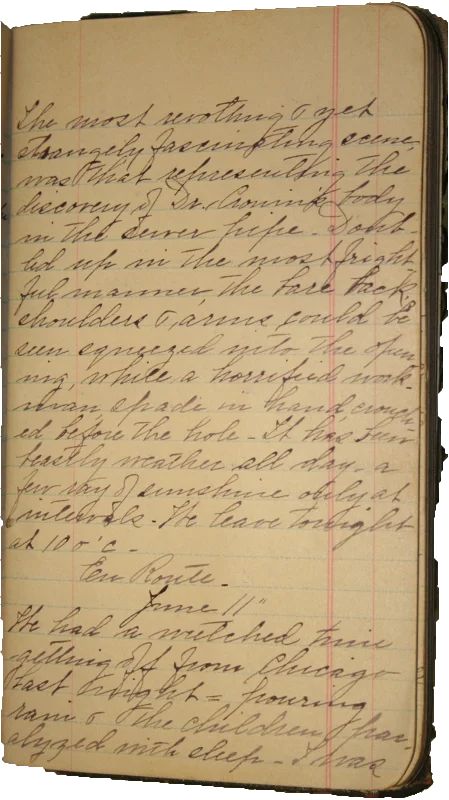 The most revolting & yet
strangely fascinating scene,
was that representing the
discovery of Dr. Cronin's body
in the sewer pipe - Doub-
led up in the most fright
ful manner the bare back,
shoulders & arms could be
seen squeezed into the open
ing, while a horrified work-
man, spade in hand, crouch-
ed before the hole - It has been
beastly weather all day - a
few ray of sunshine only at
intervals - We leave tonight
at 10 o'c -
En Route -
June 11"
We had a wretched time
getting off from Chicago
last night = pouring
rain & the children par-
alyzed with sleep - I was